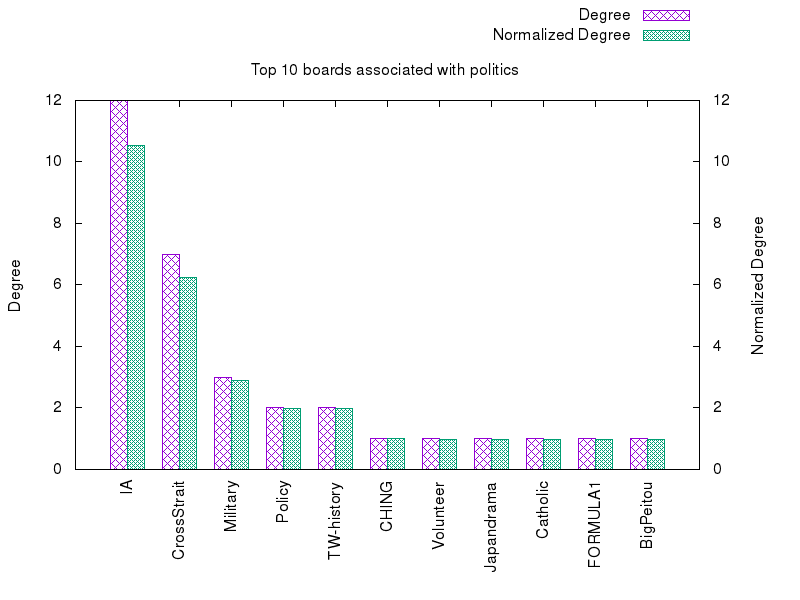 Degree
Normalized Degree
Top 10 boards associated with politics
12
10
8
6
4
2
0
12
10
8
6
4
2
0
Degree
Normalized Degree
IA
CrossStrait
Military
Policy
TW-history
CHING
Volunteer
Japandrama
Catholic
FORMULA1
BigPeitou